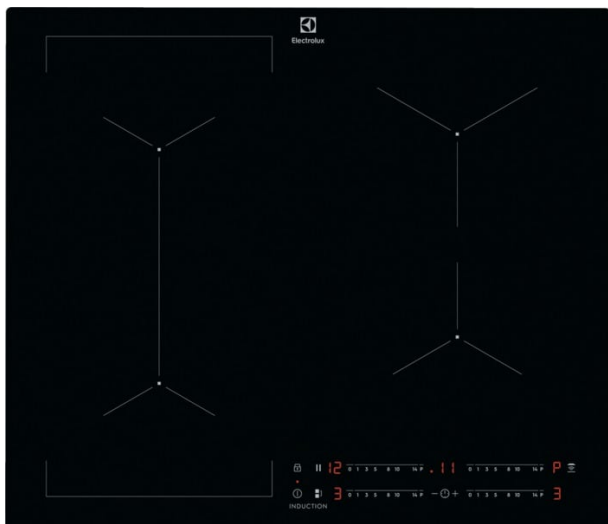 Electrolux
12 0 1 3 5 8 10 14 P .11 0 1 3 5 8 10 14 P P
3 0 1 3 5 8 10 14 P − + 0 1 3 5 8 10 14 P 3
INDUCTION